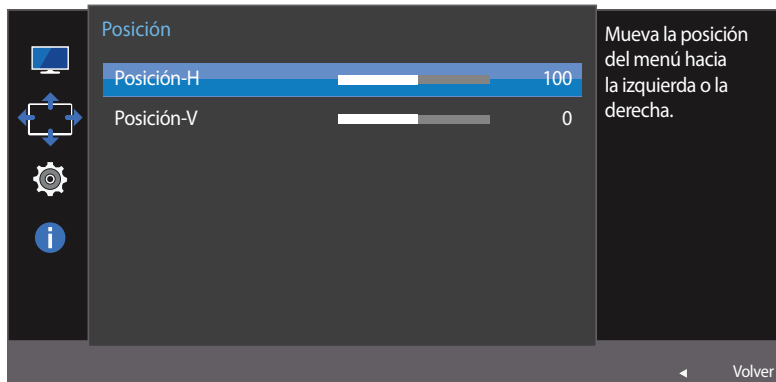 Posición
Posición-H 100
Posición-V 0
Mueva la posición
del menú hacia
la izquierda o la
derecha.
Volver